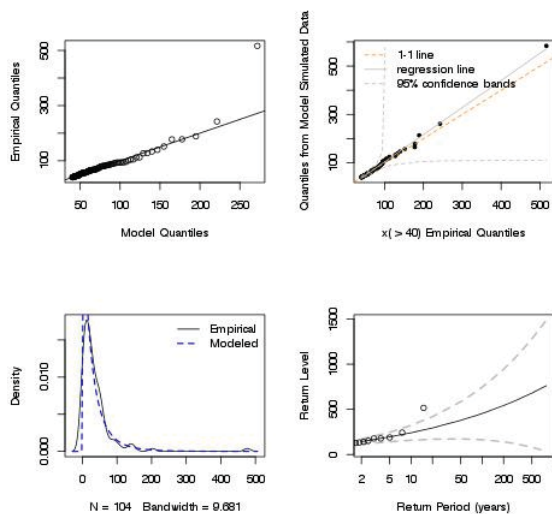 Empirical Quantiles
500
300
100
50 100 150 200 250
Model Quantiles
Quantiles from Model Simulated Data
500
300
100
1-1 line
regression line
95% confidence bands
100 200 300 400 500
x( > 40) Empirical Quantiles
Density
0.010
0.000
Empirical
Modeled
0 100 200 300 400 500
N = 104 Bandwidth = 9.681
Return Level
1500
1000
500
0
2 5 10 50 200 500
Return Period (years)